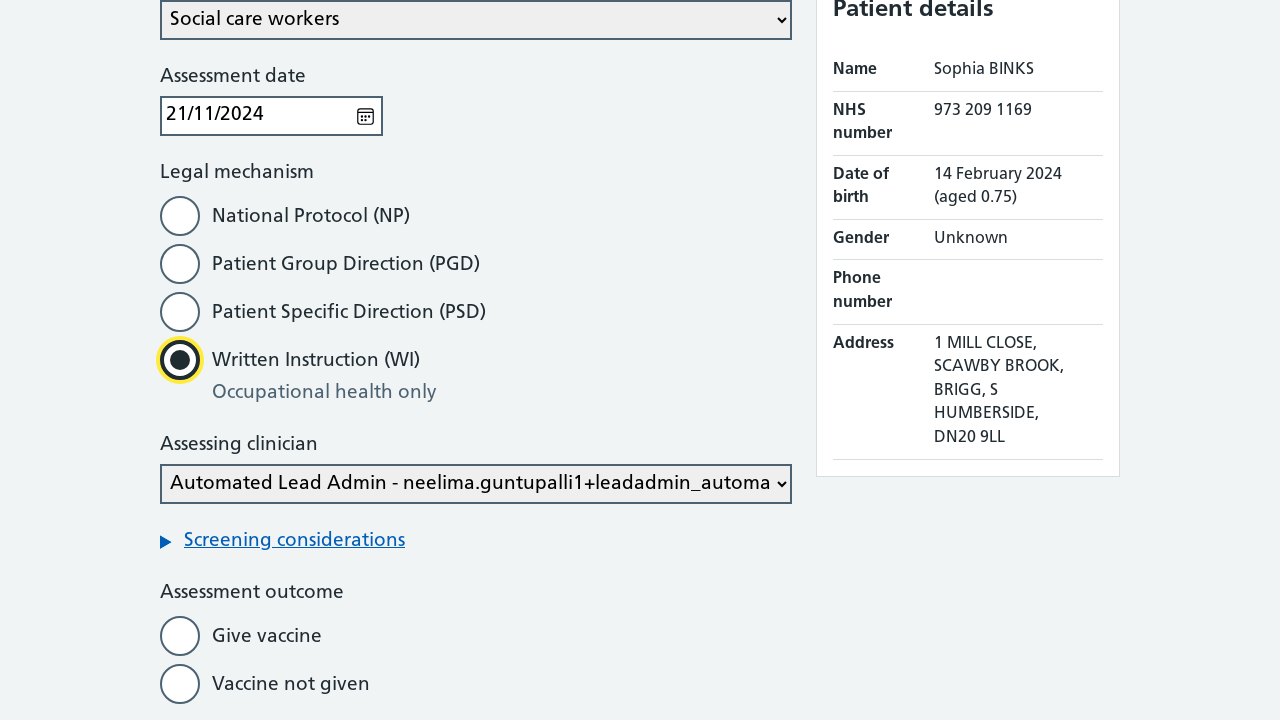 Social care workers
Assessment date
21/11/2024
Legal mechanism
National Protocol (NP)
Patient Group Direction (PGD)
Patient Specific Direction (PSD)
Written Instruction (WI)
Occupational health only
Assessing clinician
Automated Lead Admin - neelima.guntupalli1+leadadmin_automa
Screening considerations
Assessment outcome
Give vaccine
Vaccine not given
Patient details
Name Sophia BINKS
NHS number 973 209 1169
Date of birth 14 February 2024 (aged 0.75)
Gender Unknown
Phone number
Address 1 MILL CLOSE,
SCAWBY BROOK,
BRIGG, S
HUMBERSIDE,
DN20 9LL